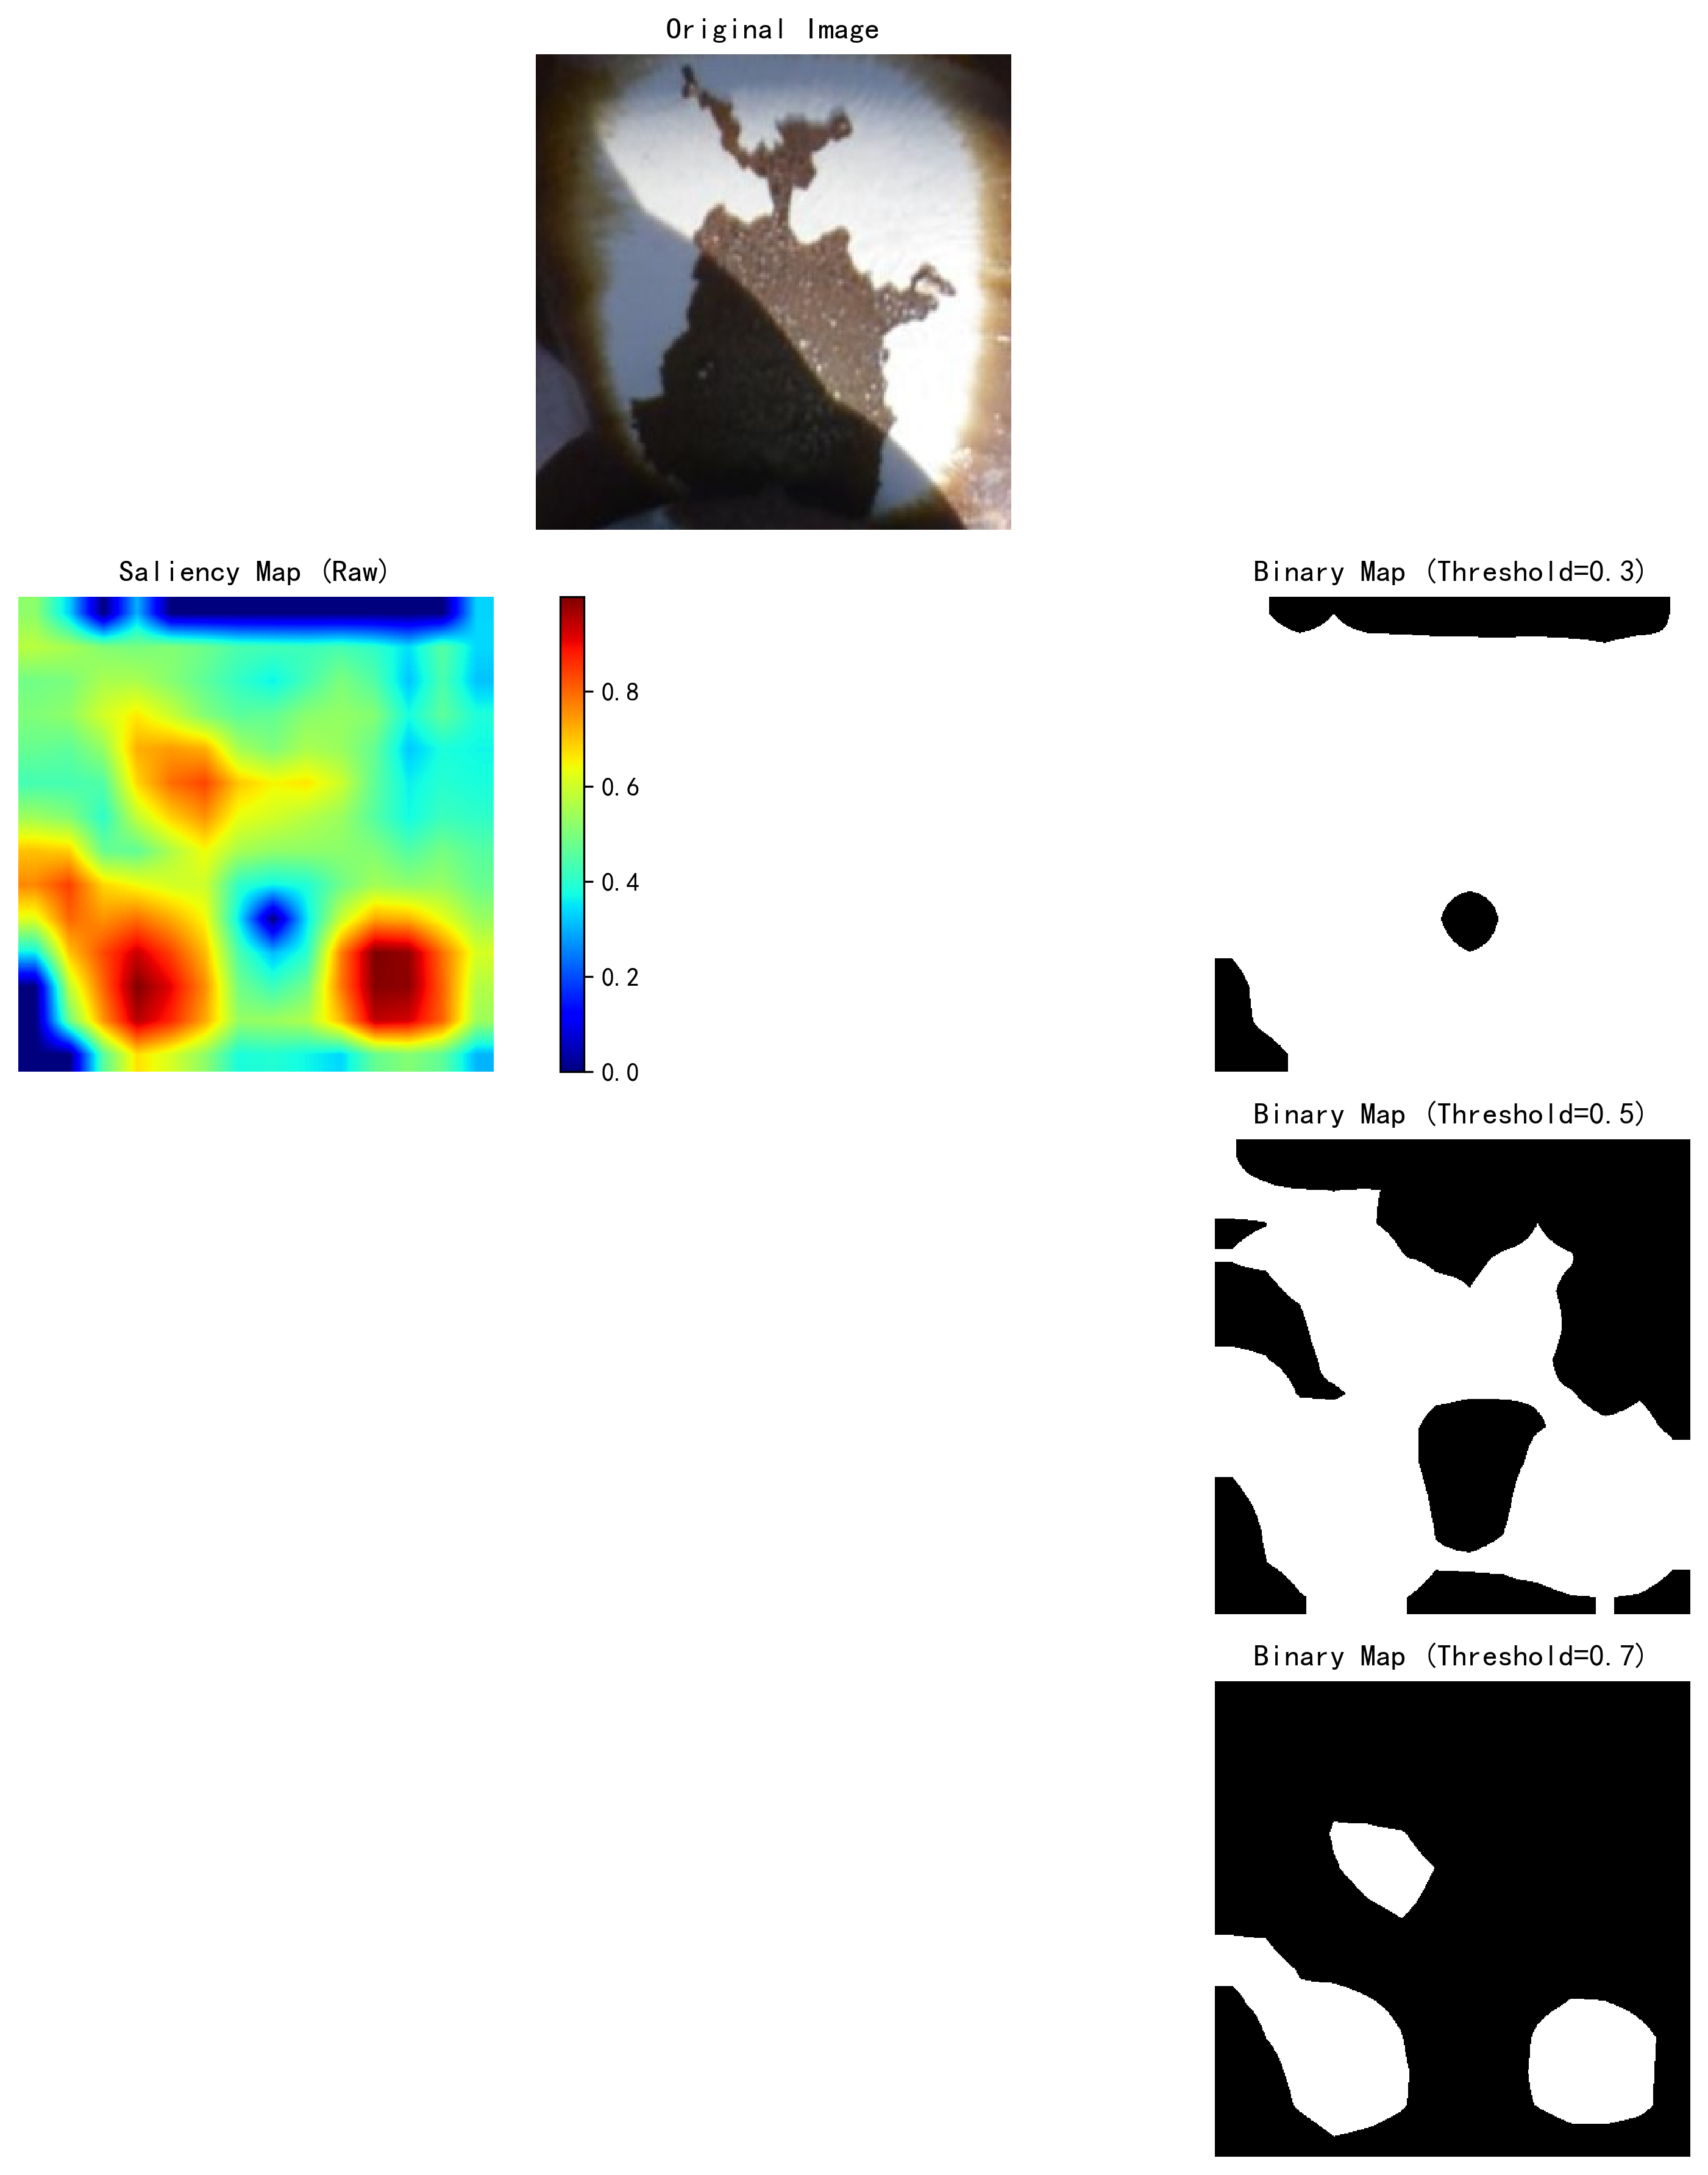 Original Image
Saliency Map (Raw)
Binary Map (Threshold=0.3)
0.8
0.6
0.4
0.2
0.0
Binary Map (Threshold=0.5)
Binary Map (Threshold=0.7)